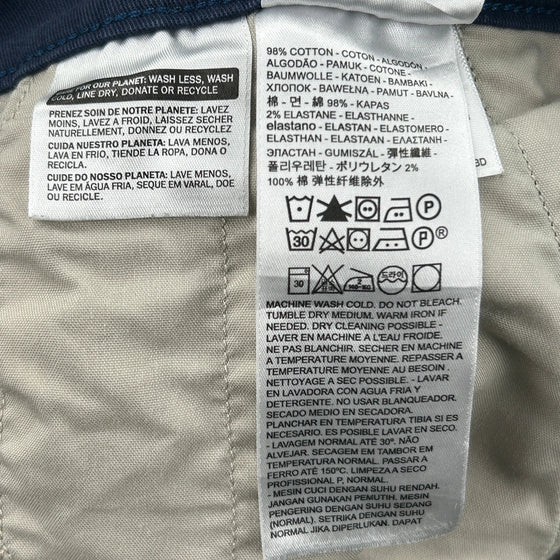 FOR OUR PLANET: WASH LESS, WASH
COLD, LINE DRY, DONATE OR RECYCLE
PRENEZ SOIN DE NOTRE PLANETE: LAVEZ
MOINS, LAVEZ A FROID, LAISSEZ SECHER
NATURELLEMENT, DONNEZ OU RECYCLEZ
CUIDA NUESTRO PLANETA: LAVA MENOS,
LAVA EN FRIO, TIENDE LA ROPA, DONA O
RECICLA.
CUIDE DO NOSSO PLANETA: LAVE MENOS,
LAVE EM ÁGUA FRIA, SEQUE EM VARAL, DOE
OU RECICLE.
98% COTTON - COTON - ALGODÓN -
ALGODÃO - PAMUK - COTONE -
BAUMWOLLE - KATOEN - BAMBAKI -
ХЛОПОК - BAWEŁNA - PAMUT - BAVLNA -
棉 - 면 - 綿 98% - KAPAS
2% ELASTANE - ELASTHANNE -
elastano - ELASTAN - ELASTOMERO -
ELASTHAN - ELASTAAN - ΕΛΑΣΤΑΝΗ -
ЭЛАСТАН - GUMISZÁL - 彈性纖維 -
폴리우레탄 - ポリウレタン 2%
100% 棉 弹性纤维除外
P
30 P ®
30 2 드라이
MACHINE WASH COLD. DO NOT BLEACH.
TUMBLE DRY MEDIUM. WARM IRON IF
NEEDED. DRY CLEANING POSSIBLE -
LAVER EN MACHINE A L'EAU FROIDE.
NE PAS BLANCHIR. SECHER EN MACHINE
A TEMPERATURE MOYENNE. REPASSER A
TEMPERATURE MOYENNE AU BESOIN .
NETTOYAGE A SEC POSSIBLE - LAVAR
EN LAVADORA CON AGUA FRIA Y
DETERGENTE. NO USAR BLANQUEADOR.
SECADO MEDIO EN SECADORA.
PLANCHAR EN TEMPERATURA TIBIA SI ES
NECESARIO. ES POSIBLE LAVAR EN SECO.
- LAVAGEM NORMAL ATÉ 30º. NÃO
ALVEJAR. SECAGEM EM TAMBOR EM
TEMPERATURA NORMAL. PASSAR A FERRO
ATÉ 150ºC. LIMPEZA A SECO
PROFISSIONAL NORMAL.
- MESIN CUCI DENGAN SUHU RENDAH.
JANGAN GUNAKAN PEMUTIH. MESIN
PENGERING DENGAN SUHU SEDANG
(NORMAL). SETRIKA DENGAN SUHU SEDANG
/NORMAL JIKA DIPERLUKAN. DAPAT